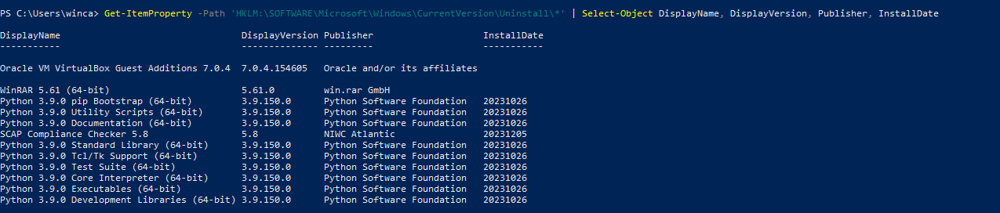 PS C:\Users\winca> Get-ItemProperty -Path 'HKLM:\SOFTWARE\Microsoft\Windows\CurrentVersion\Uninstall\*' | Select-Object DisplayName, DisplayVersion, Publisher, InstallDate
DisplayName DisplayVersion Publisher InstallDate
----------- -------------- --------- -----------
Oracle VM VirtualBox Guest Additions 7.0.4 7.0.4.154605 Oracle and/or its affiliates
WinRAR 5.61 (64-bit) 5.61.0 win.rar GmbH
Python 3.9.0 pip Bootstrap (64-bit) 3.9.150.0 Python Software Foundation 20231026
Python 3.9.0 Utility Scripts (64-bit) 3.9.150.0 Python Software Foundation 20231026
Python 3.9.0 Documentation (64-bit) 3.9.150.0 Python Software Foundation 20231026
SCAP Compliance Checker 5.8 5.8 NIWC Atlantic 20231205
Python 3.9.0 Standard Library (64-bit) 3.9.150.0 Python Software Foundation 20231026
Python 3.9.0 Tcl/Tk Support (64-bit) 3.9.150.0 Python Software Foundation 20231026
Python 3.9.0 Test Suite (64-bit) 3.9.150.0 Python Software Foundation 20231026
Python 3.9.0 Core Interpreter (64-bit) 3.9.150.0 Python Software Foundation 20231026
Python 3.9.0 Executables (64-bit) 3.9.150.0 Python Software Foundation 20231026
Python 3.9.0 Development Libraries (64-bit) 3.9.150.0 Python Software Foundation 20231026